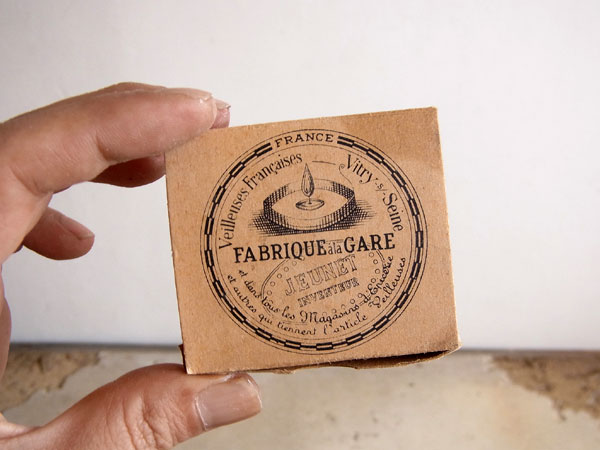 FRANCE
Veilleuses Françaises Vitry-s/-Seine
FABRIQUE à la GARE
JEUNET
INVENTEUR
et dans tous les Magasins d'Epicerie
et autres qui tiennent l'article Veilleuses